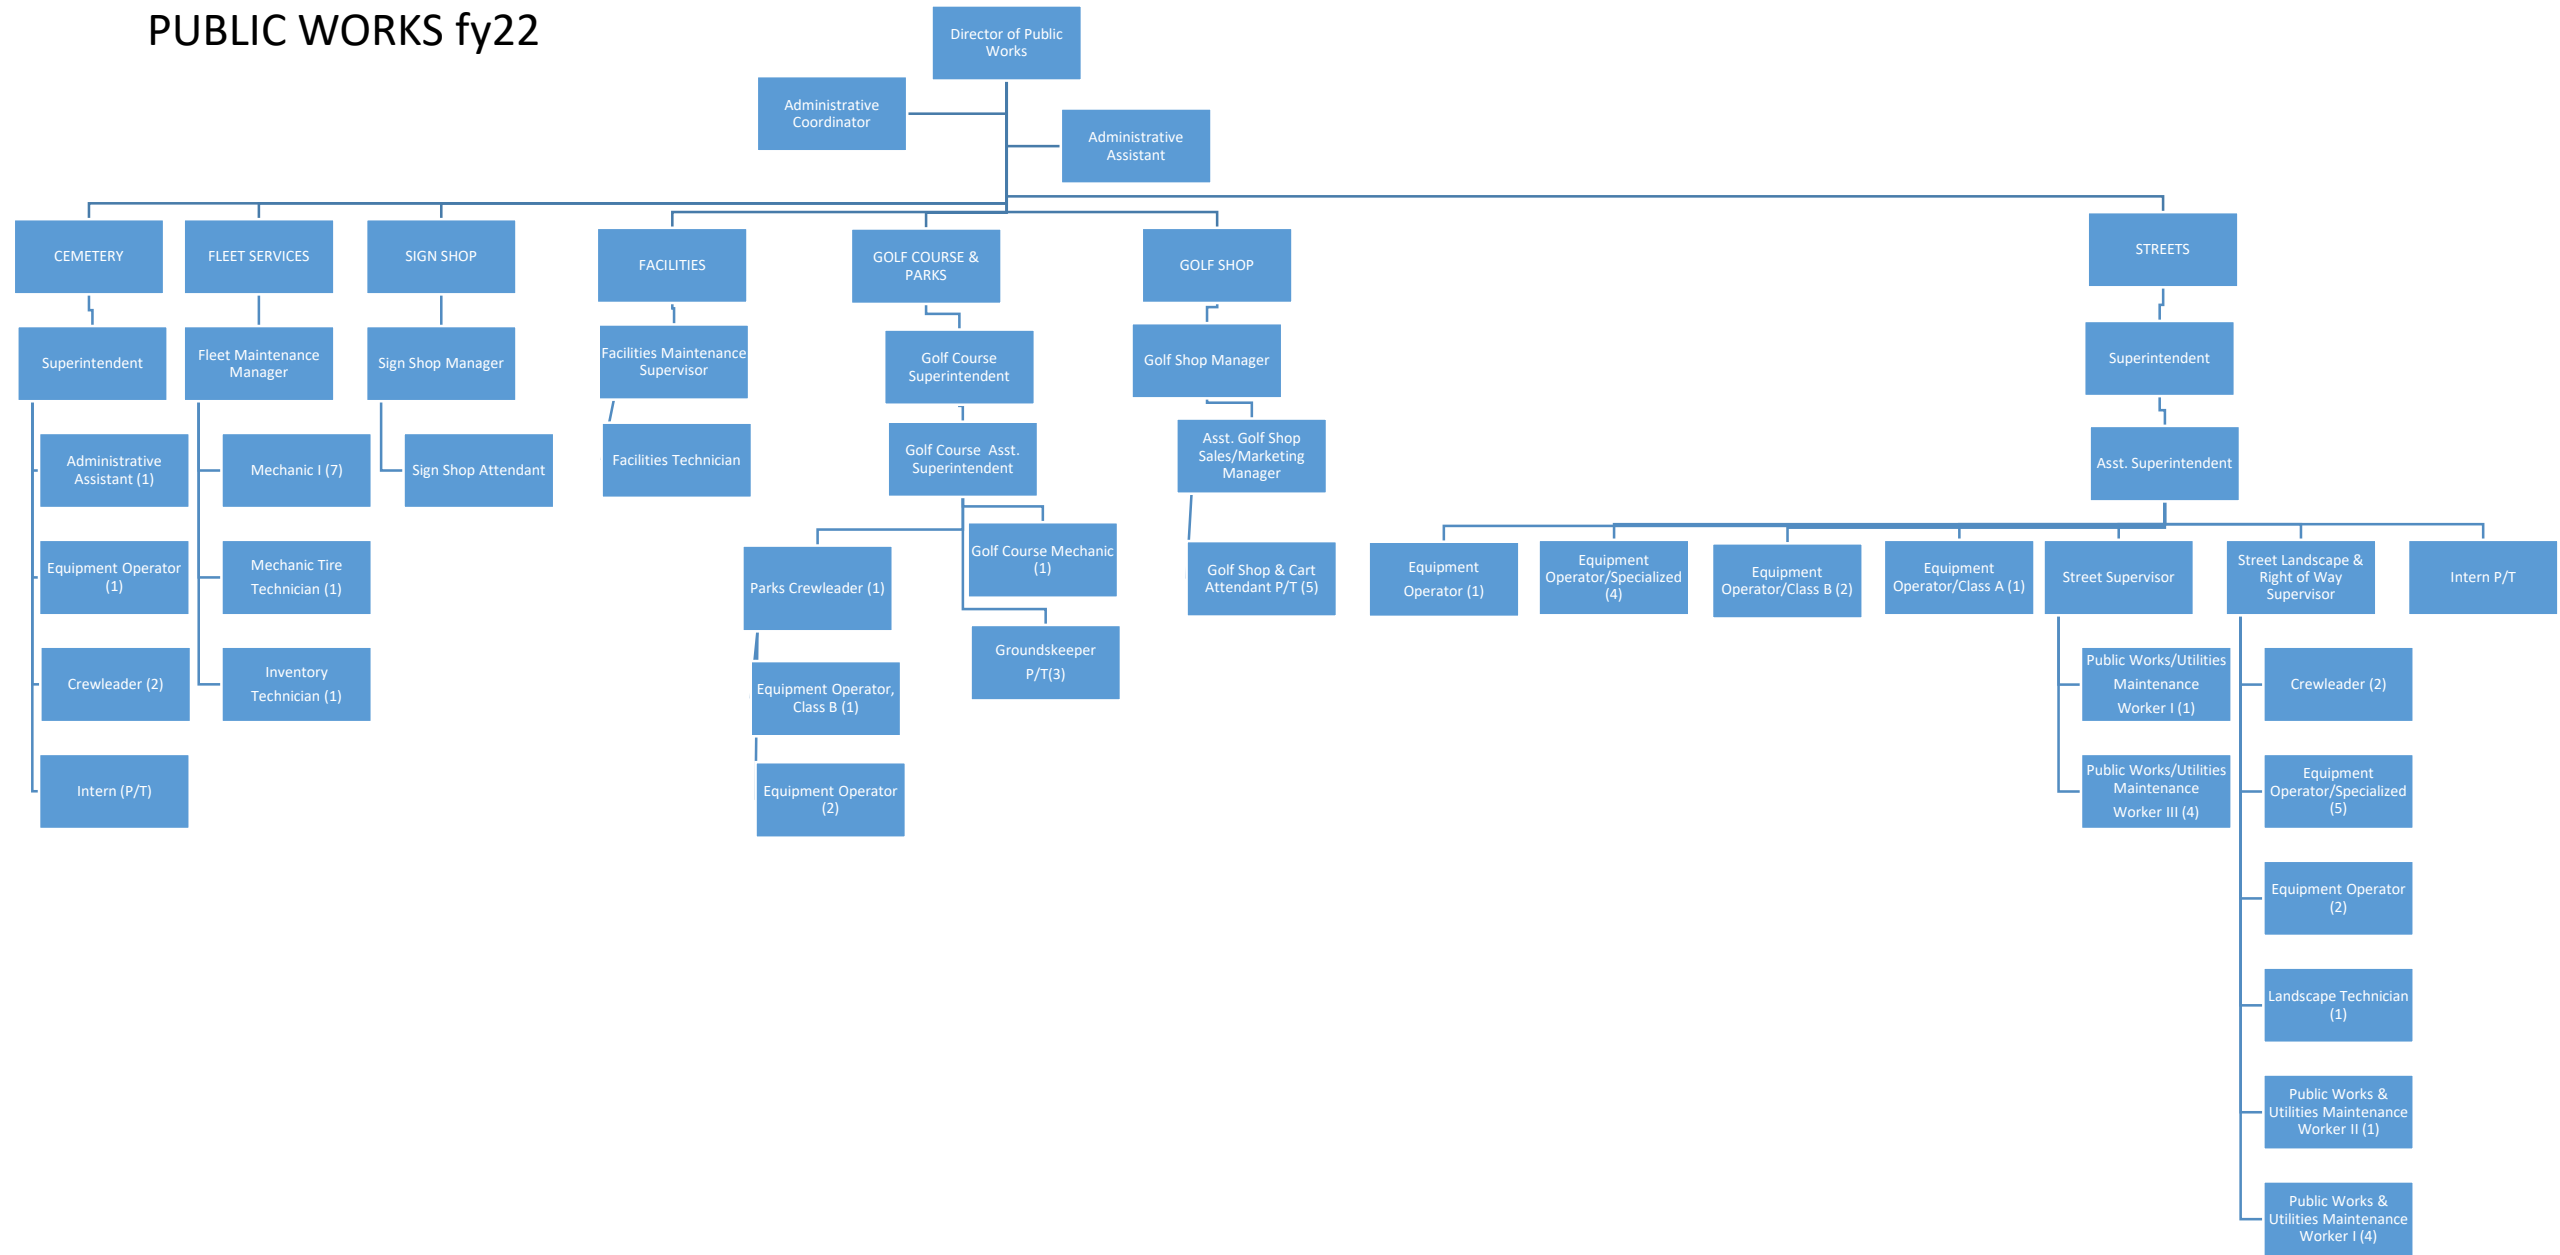 PUBLIC WORKS fy22
Director of Public
Works
Administrative
Coordinator
Administrative
Assistant
CEMETERY
FLEET SERVICES
SIGN SHOP
FACILITIES
GOLF COURSE &
PARKS
GOLF SHOP
STREETS
Superintendent
Fleet Maintenance
Manager
Sign Shop Manager
Facilities Maintenance
Supervisor
Golf Course
Superintendent
Golf Shop Manager
Superintendent
Administrative
Assistant (1)
Mechanic I (7)
Sign Shop Attendant
Facilities Technician
Golf Course  Asst.
Superintendent
Asst. Golf Shop
Sales/Marketing
Manager
Asst. Superintendent
Equipment Operator
(1)
Mechanic Tire
Technician (1)
Parks Crewleader (1)
Golf Course Mechanic
(1)
Golf Shop & Cart
Attendant P/T (5)
Equipment
Operator (1)
Equipment
Operator/Specialized
(4)
Equipment
Operator/Class B (2)
Equipment
Operator/Class A (1)
Street Supervisor
Street Landscape &
Right of Way
Supervisor
Intern P/T
Crewleader (2)
Inventory
Technician (1)
Equipment Operator,
Class B (1)
Groundskeeper
P/T(3)
Public Works/Utilities
Maintenance
Worker I (1)
Crewleader (2)
Intern (P/T)
Equipment Operator
(2)
Public Works/Utilities
Maintenance
Worker III (4)
Equipment
Operator/Specialized
(5)
Equipment Operator
(2)
Landscape Technician
(1)
Public Works &
Utilities Maintenance
Worker II (1)
Public Works &
Utilities Maintenance
Worker I (4)